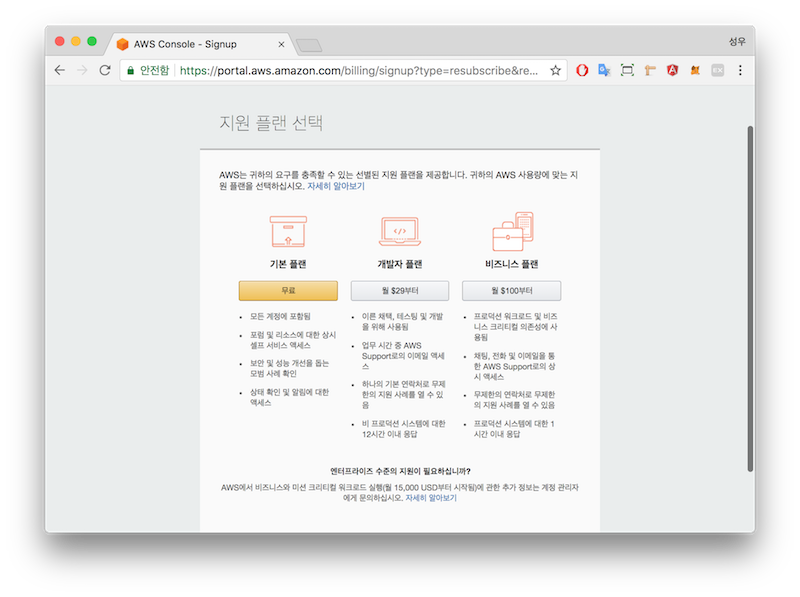 AWS Console - Signup
성우
안전함
https://portal.aws.amazon.com/billing/signup?type=resubscribe&re...
지원 플랜 선택
AWS는 귀하의 요구를 충족할 수 있는 선별된 지원 플랜을 제공합니다. 귀하의 AWS 사용량에 맞는 지
원 플랜을 선택하십시오. 자세히 알아보기
기본 플랜
무료
모든 계정에 포함됨
포럼 및 리소스에 대한 상시
셀프 서비스 액세스
보안 및 성능 개선을 돕는
모범 사례 확인
상태 확인 및 알림에 대한
액세스
개발자 플랜
월 $29부터
이른 채택, 테스팅 및 개발
을 위해 사용됨
업무 시간 중 AWS
Support로의 이메일 액세
스
하나의 기본 연락처로 무제
한의 지원 사례를 열 수 있
음
비 프로덕션 시스템에 대한
12시간 이내 응답
비즈니스 플랜
월 $100부터
프로덕션 워크로드 및 비즈
니스 크리티컬 의존성에 사
용됨
채팅, 전화 및 이메일을 통
한 AWS Support로의 상
시 액세스
무제한의 연락처로 무제한
의 지원 사례를 열 수 있음
프로덕션 시스템에 대한 1
시간 이내 응답
엔터프라이즈 수준의 지원이 필요하십니까?
AWS에서 비즈니스와 미션 크리티컬 워크로드 실행(월 15,000 USD부터 시작됨)에 관한 추가 정보는 계정 관리자
에게 문의하십시오. 자세히 알아보기